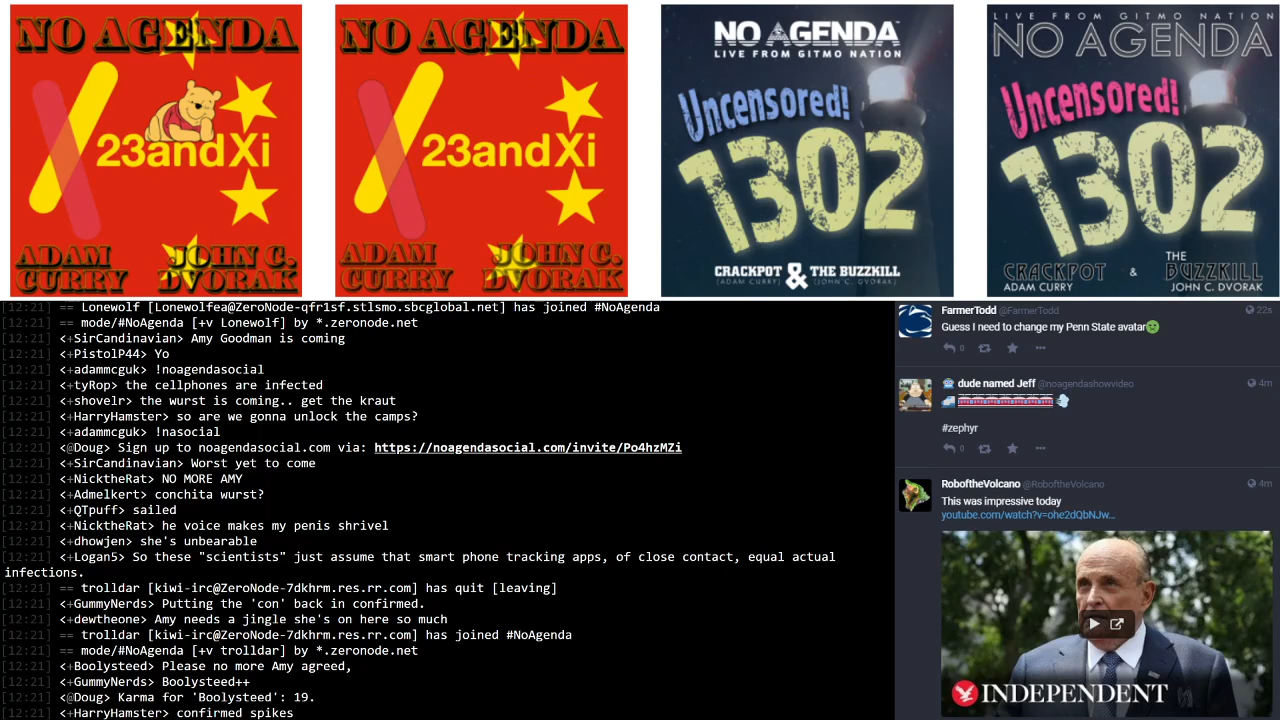 NO AGENDA
23andXi
ADAM CURRY
JOHN C. DVORAK
NO AGENDA
23andXi
ADAM CURRY
JOHN C. DVORAK
NO AGENDA
LIVE FROM GITMO NATION
Uncensored!
1302
CRACKPOT & THE BUZZKILL
[ADAM CURRY] [JOHN C. DVORAK]
LIVE FROM GITMO NATION
NO AGENDA
Uncensored!
1302
CRACKPOT & THE BUZZKILL
ADAM CURRY JOHN C. DVORAK
[12:21] == Lonewolf [Lonewolfea@ZeroNode-qfr1sf.stlsmo.sbcglobal.net] has joined #NoAgenda
[12:21] == mode/#NoAgenda [+v Lonewolf] by *.zeronode.net
[12:21] <+SirCandinavian> Amy Goodman is coming
[12:21] <+PistolP44> Yo
[12:21] <+adammcguk> !noagendasocial
[12:21] <+tyRop> the cellphones are infected
[12:21] <+shovelr> the wurst is coming.. get the kraut
[12:21] <+HarryHamster> so are we gonna unlock the camps?
[12:21] <+adammcguk> !nasocial
[12:21] <@Doug> Sign up to noagendasocial.com via: https://noagendasocial.com/invite/Po4hzMZi
[12:21] <+SirCandinavian> Worst yet to come
[12:21] <+NicktheRat> NO MORE AMY
[12:21] <+Admelkert> conchita wurst?
[12:21] <+QTpuff> sailed
[12:21] <+NicktheRat> he voice makes my penis shrivel
[12:21] <+dhowjen> she's unbearable
[12:21] <+Logan5> So these "scientists" just assume that smart phone tracking apps, of close contact, equal actual
infections.
[12:21] == trolldar [kiwi-irc@ZeroNode-7dkhrm.res.rr.com] has quit [leaving]
[12:21] <+GummyNerds> Putting the 'con' back in confirmed.
[12:21] <+dewtheone> Amy needs a jingle she's on here so much
[12:21] == trolldar [kiwi-irc@ZeroNode-7dkhrm.res.rr.com] has joined #NoAgenda
[12:21] == mode/#NoAgenda [+v trolldar] by *.zeronode.net
[12:21] <+Boolysteed> Please no more Amy agreed,
[12:21] <+GummyNerds> Boolysteed++
[12:21] <@Doug> Karma for 'Boolysteed': 19.
[12:21] <+HarryHamster> confirmed spikes
FarmerTodd @FarmerTodd 22s
Guess I need to change my Penn State avatar
0
dude named Jeff @noagendashowvideo 4m
#zephyr
0
RoboftheVolcano @RoboftheVolcano 4m
This was impressive today
youtube.com/watch?v=ohe2dQbNJw…
INDEPENDENT